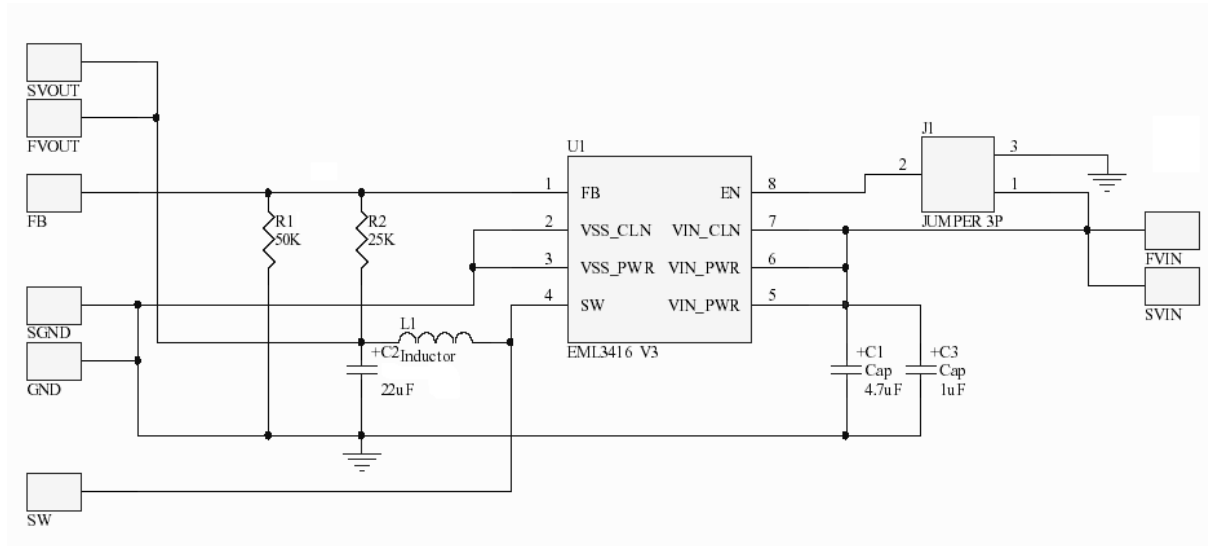 SVOUT
FVOUT
FB
SGND
GND
SW
R1
50K
R2
25K
L1
Inductor
+C2
22uF
U1
1 FB EN 8
2 VSS_CLN VIN_CLN 7
3 VSS_PWR VIN_PWR 6
4 SW VIN_PWR 5
EML3416 V3
J1
2
3
1
JUMPER 3P
FVIN
SVIN
+C1
Cap
4.7uF
+C3
Cap
1uF